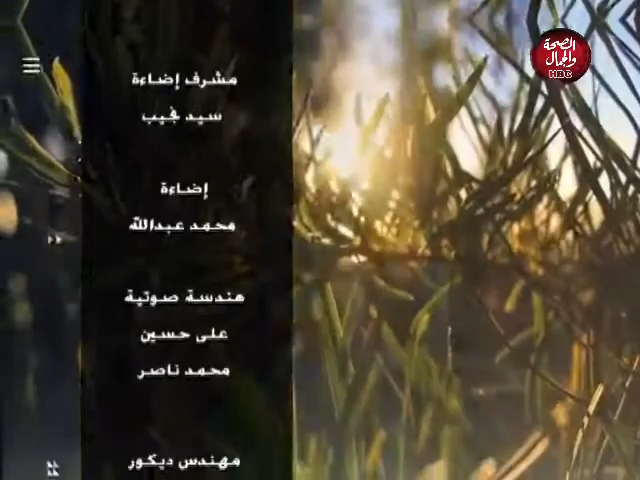 الصحة
والجمال
HBC
مشرف إضاءة
سيد نجيب
إضاءة
محمد عبدالله
هندسة صوتية
على حسين
محمد ناصر
مهندس ديكور